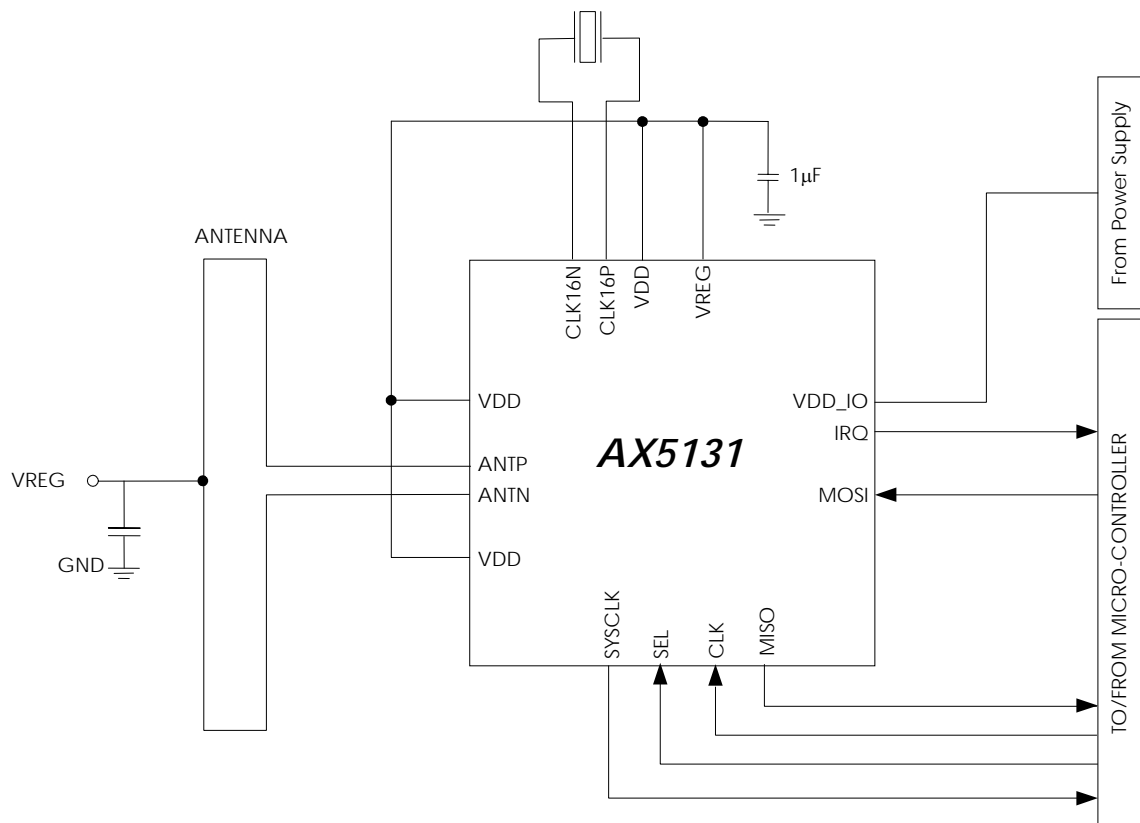 1μF
From Power Supply
ANTENNA
CLK16N
CLK16P
VDD
VREG
VDD
VDD_IO
AX5131
IRQ
ANTP
VREG
ANTN
MOSI
VDD
GND
SYSCLK
SEL
CLK
MISO
TO/FROM MICRO-CONTROLLER